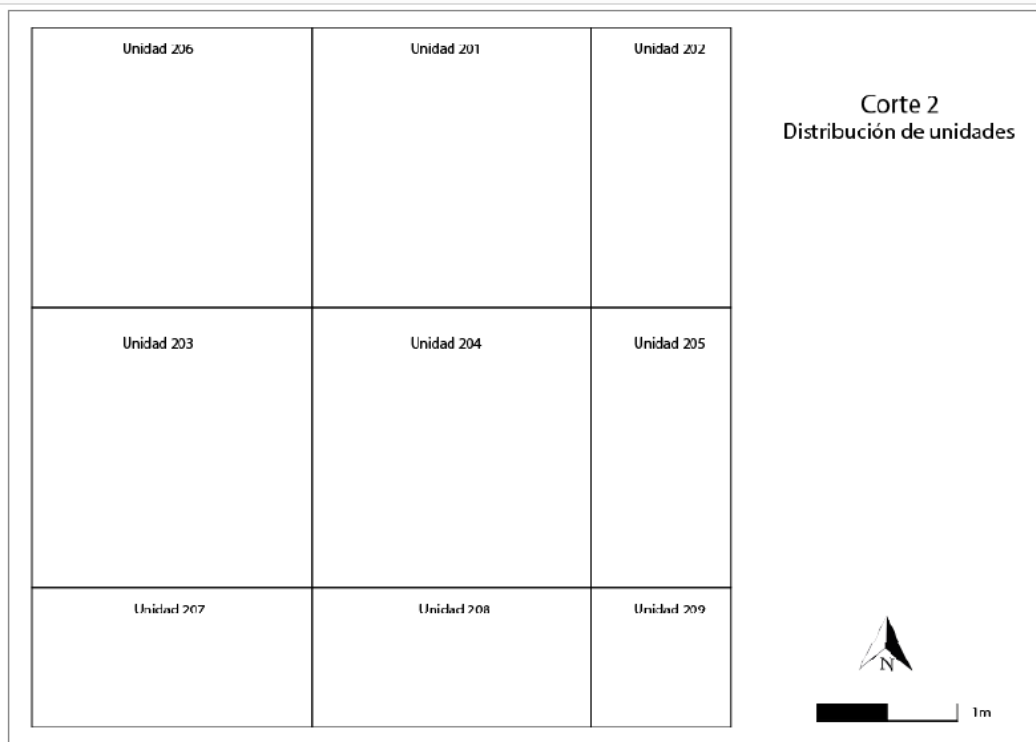 Unidad 206
Unidad 201
Unidad 202
Corte 2
Distribución de unidades
Unidad 203
Unidad 204
Unidad 205
Unidad 207
Unidad 208
Unidad 209
N
1m